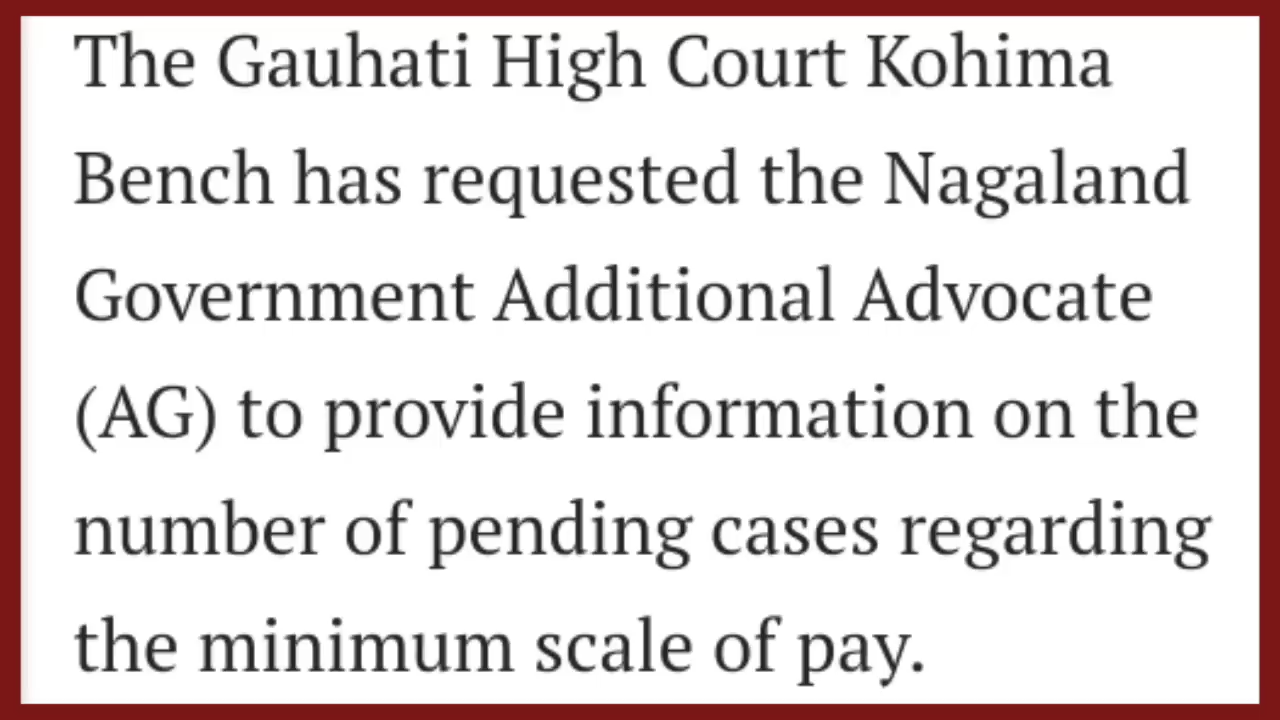 The Gauhati High Court Kohima
Bench has requested the Nagaland
Government Additional Advocate
(AG) to provide information on the
number of pending cases regarding
the minimum scale of pay.